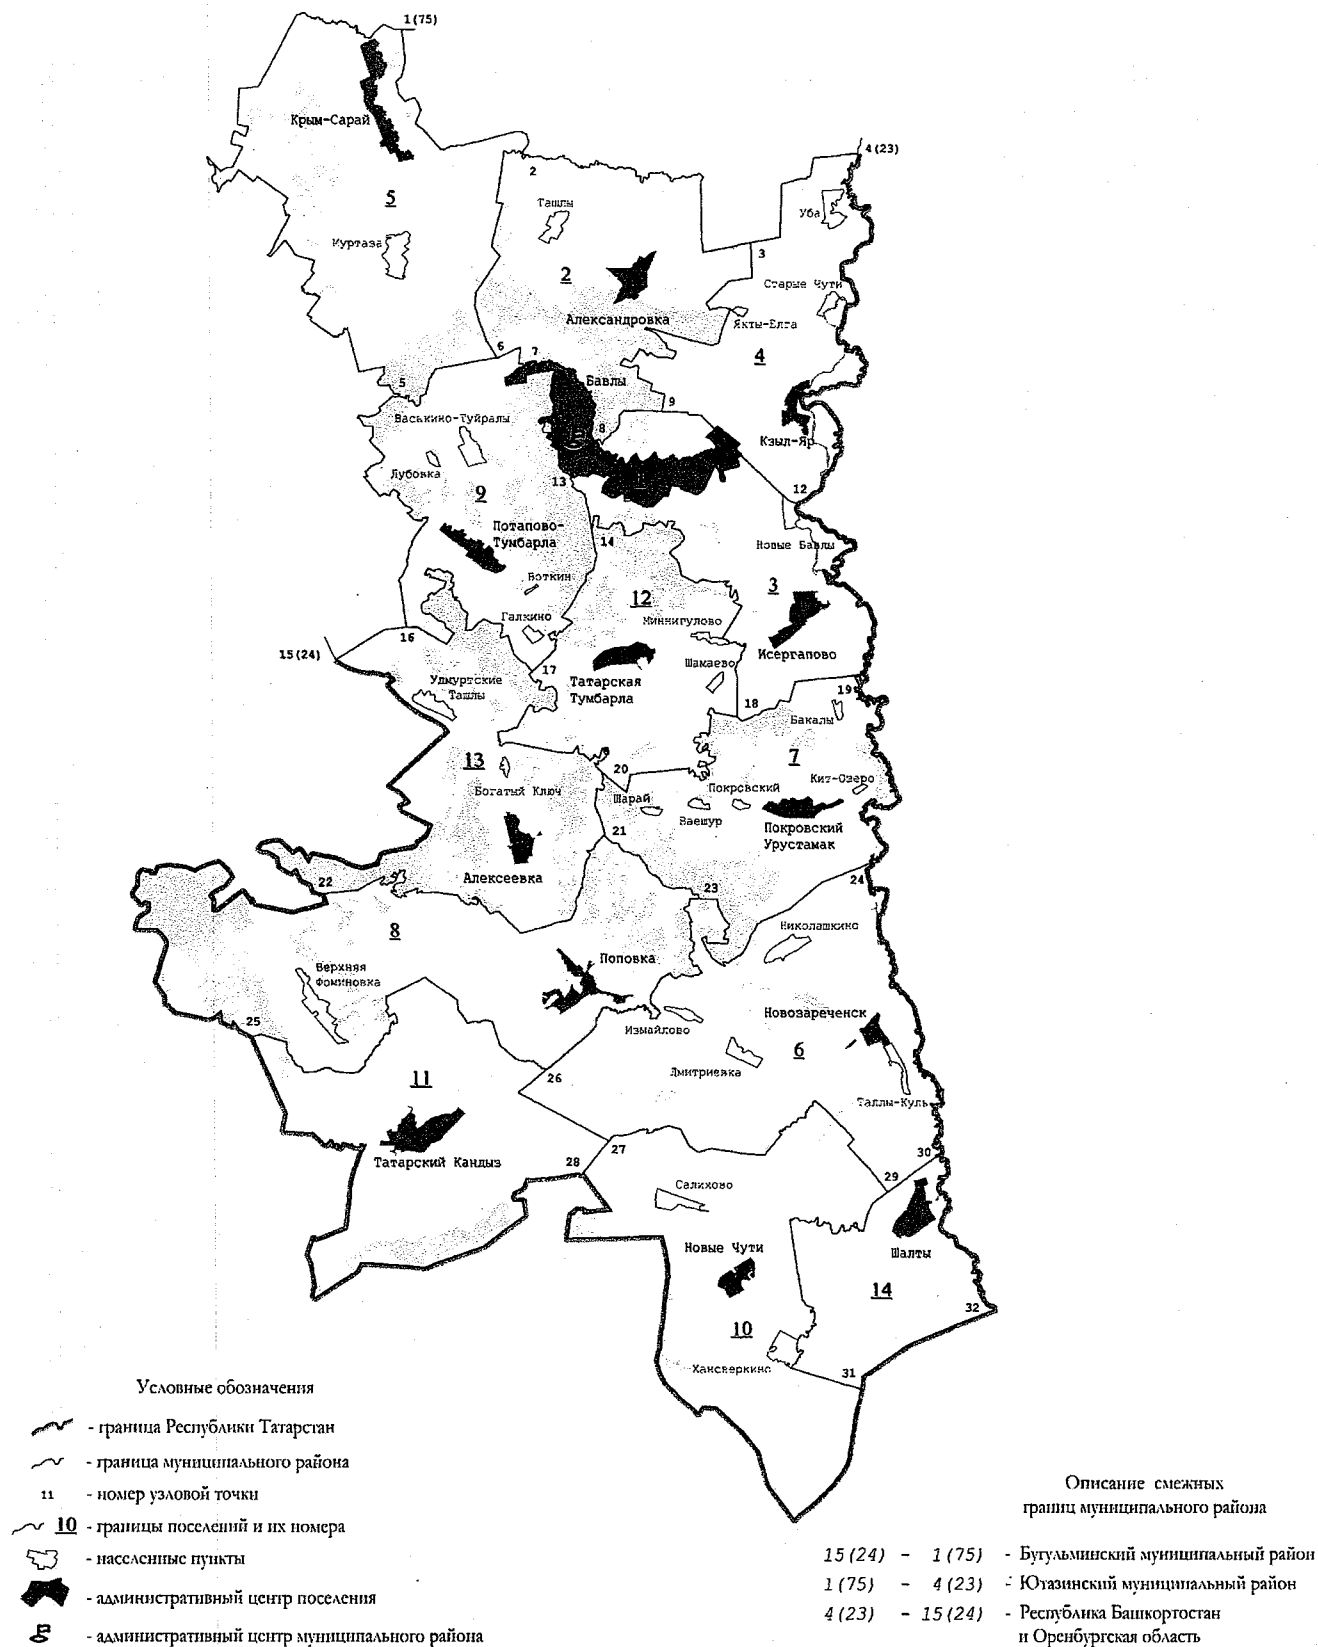 1 (75)
Крым-Сарай
4 (23)
2
5
Ташлы
Уба
Муртаза
3
2
Старые Чути
Александровка
Якты-Елга
4
6
7
5
Бавлы
9
Васькино-Туйралы
8
Кзыл-Яр
Лубовка
13
1
9
12
Потапово-
Тумбарла
14
Новые Бавлы
Воткин
12
3
Галкино
Миннигулово
16
15 (24)
Исергапово
17
Шамаево
Татарская
Тумбарла
Удмуртские
Ташлы
19
18
Бакалы
13
7
20
Кит-Озеро
Богатый Ключ
Покровский
Шарай
Ваешур
21
Покровский
Урустамак
Алексеевка
22
24
23
8
Николашкино
Поповка
Верхняя
Фоминовка
Новозареченск
25
Измайлово
6
Дмитриевка
11
26
Таллы-Куль
27
30
Татарский Кандыз
28
29
Салихово
Новые Чути
Шалты
14
32
10
Хансверкино
31
Условные обозначения
- граница Республики Татарстан
- граница муниципального района
11 - номер узловой точки
10 - границы поселений и их номера
- населенные пункты
- административный центр поселения
- административный центр муниципального района
Описание смежных
границ муниципального района
15 (24) - 1 (75) - Бугульминский муниципальный район
1 (75) - 4 (23) - Ютазинский муниципальный район
4 (23) - 15 (24) - Республика Башкортостан
и Оренбургская область